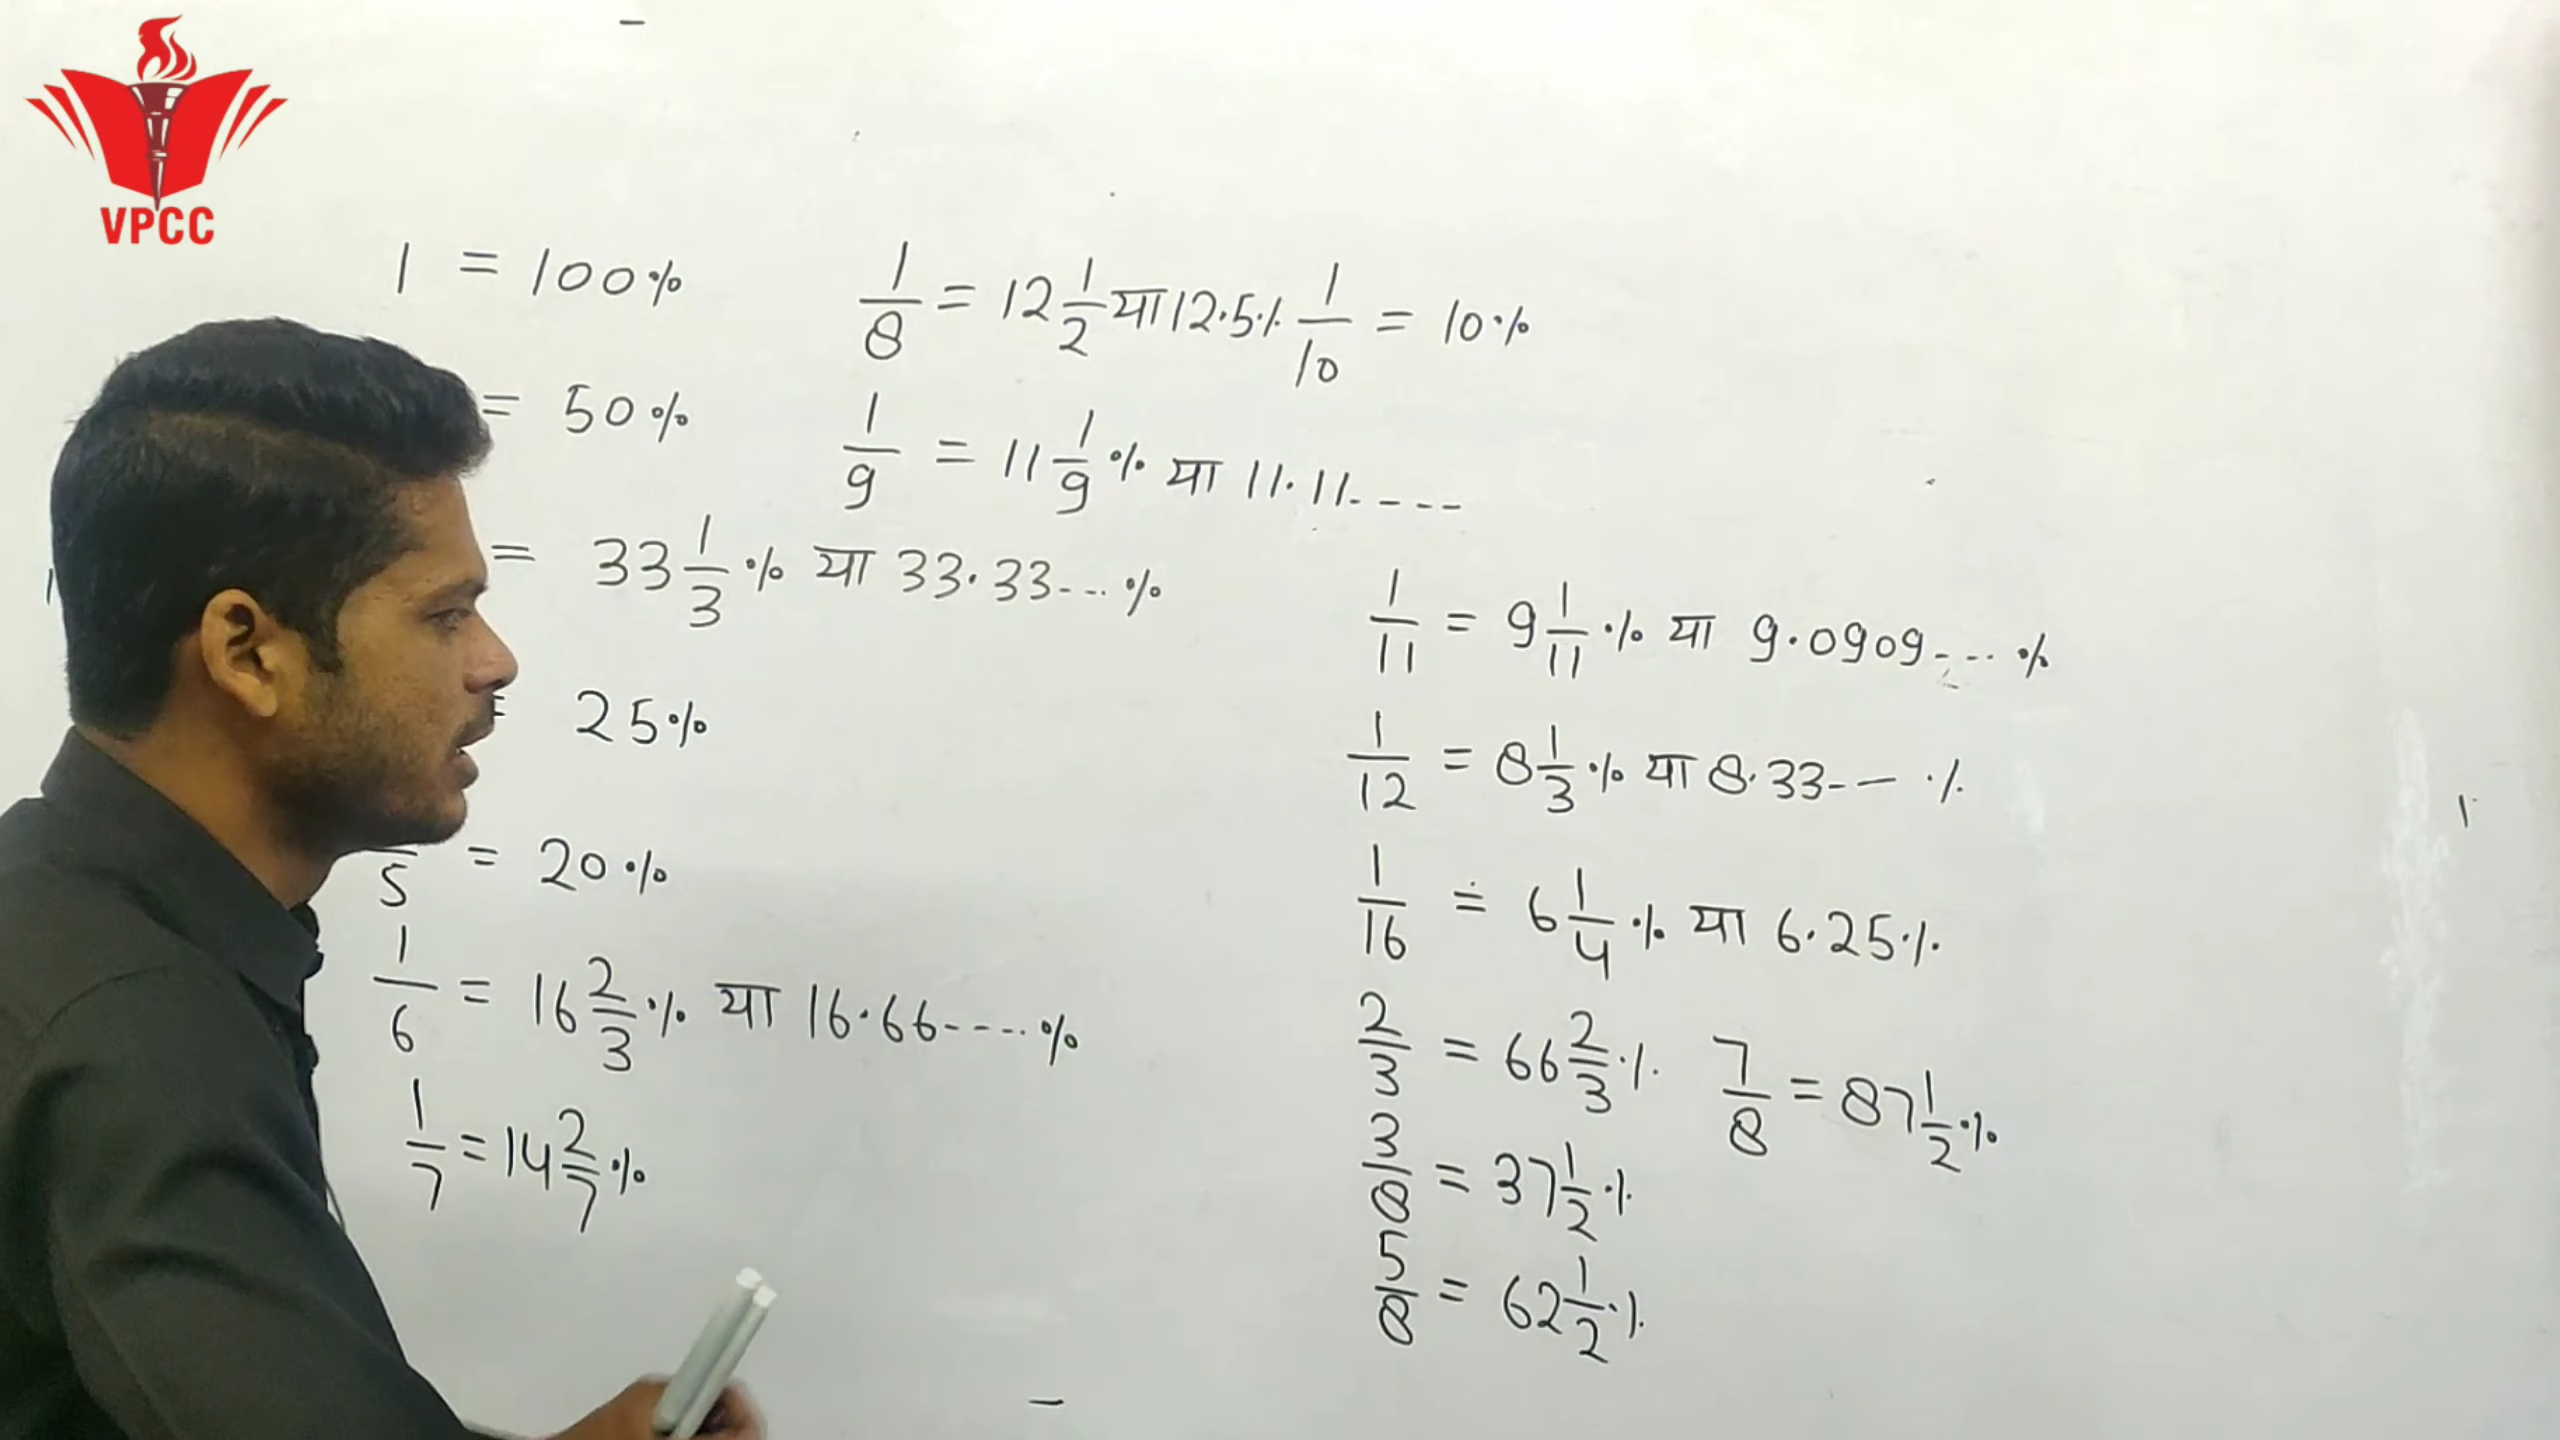 VPCC
1 = 100%
= 50%
= 33 1/3 % या 33.33... %
= 25%
5 = 20%
1/6 = 16 2/3 % या 16.66.... %
1/7 = 14 2/7 %
1/8 = 12 1/2 या 12.5%
1/9 = 11 1/9 % या 11.11....
1/10 = 10%
1/11 = 9 1/11 % या 9.0909.... %
1/12 = 8 1/3 % या 8.33-- %
1/16 = 6 1/4 % या 6.25%
2/3 = 66 2/3 %
3/8 = 37 1/2 %
5/8 = 62 1/2 %
7/8 = 87 1/2 %